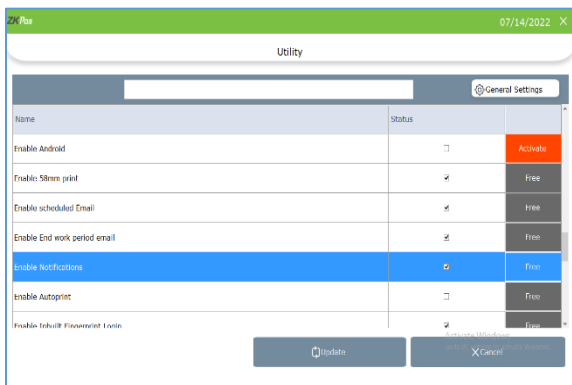 ZKPos
07/14/2022 X
Utility
General Settings
Name Status
Enable Android Activate
Enable 58mm print Free
Enable scheduled Email Free
Enable End work period email Free
Enable Notifications Free
Enable Autoprint Free
Enable Inbuilt Fingerprint Login Free
Activate Windows
Update
Cancel